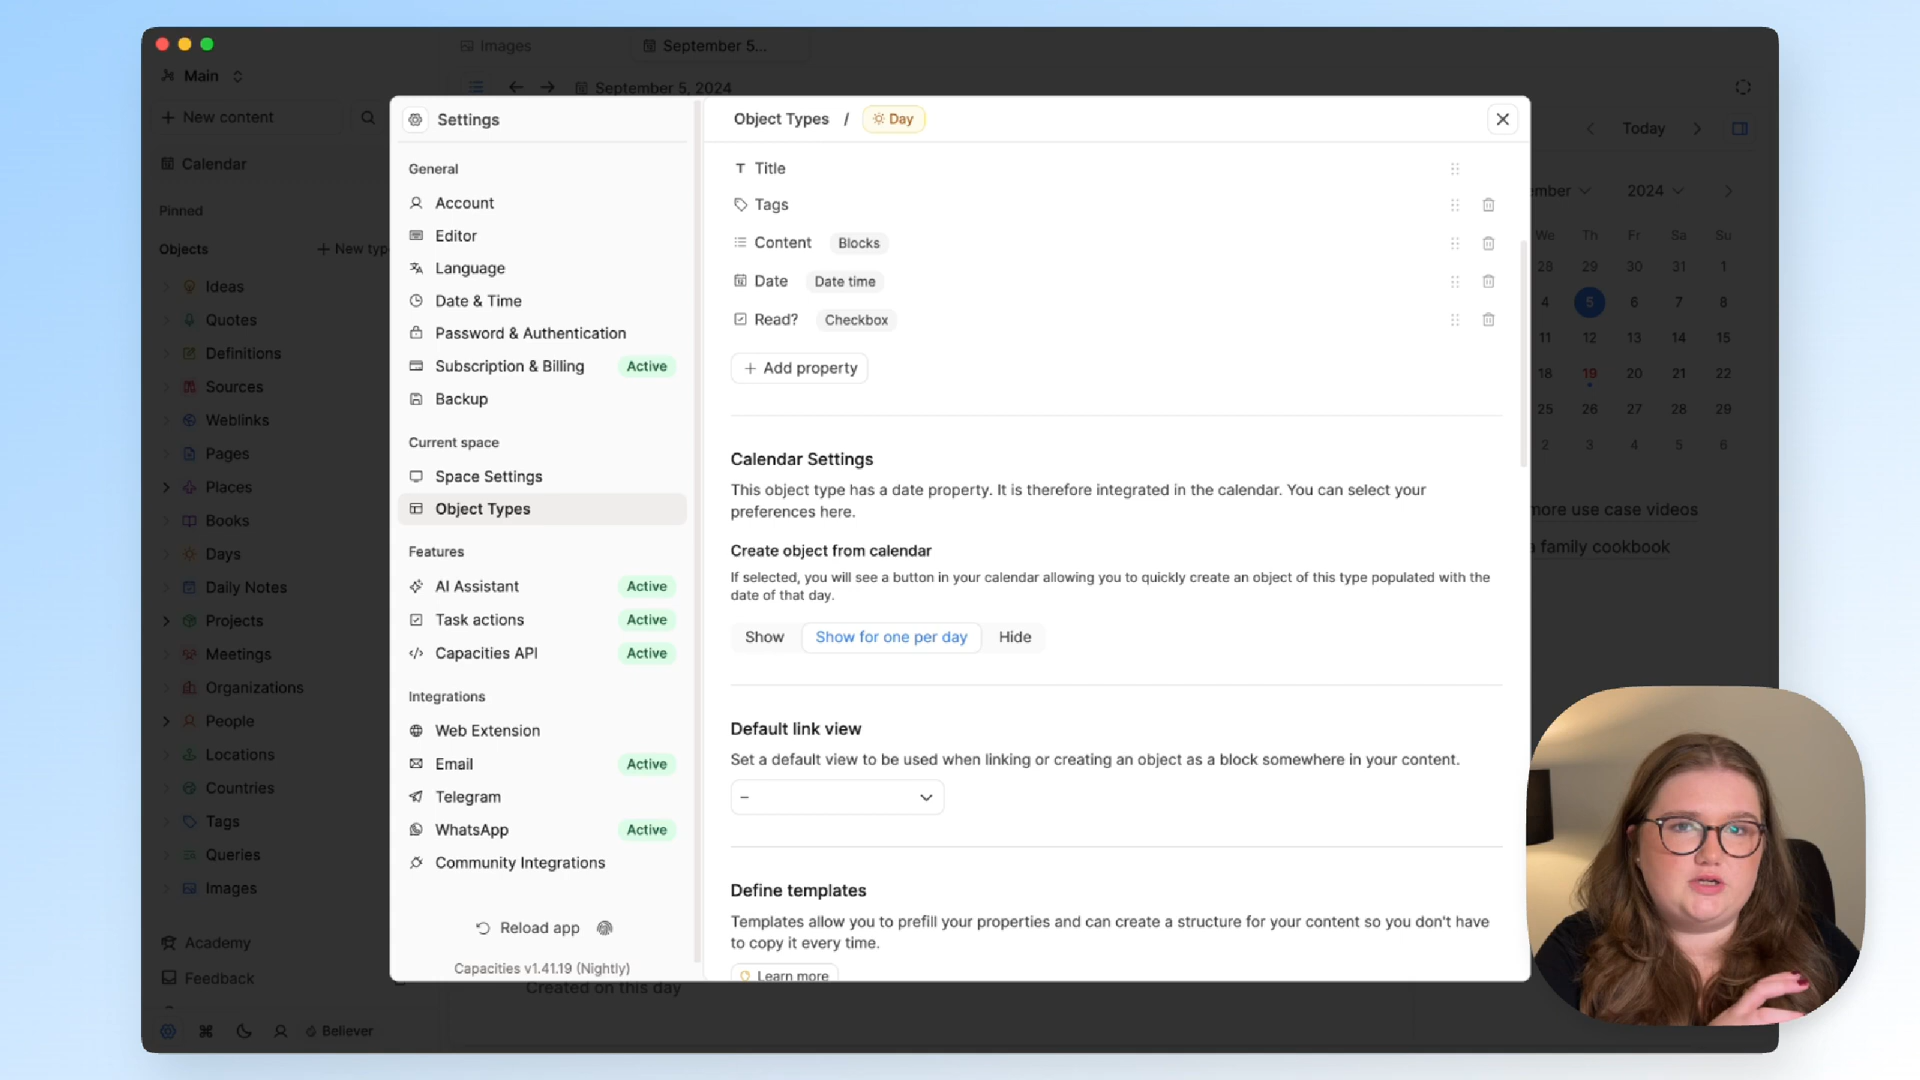 Images
September 5...
Main
September 5, 2024
New content
Calendar
Pinned
Objects
New typ
Ideas
Quotes
Definitions
Sources
Weblinks
Pages
Places
Books
Days
Daily Notes
Projects
Meetings
Organizations
People
Locations
Countries
Tags
Queries
Images
Academy
Feedback
Believer
Settings
General
Account
Editor
Language
Date & Time
Password & Authentication
Subscription & Billing Active
Backup
Current space
Space Settings
Object Types
Features
AI Assistant Active
Task actions Active
Capacities API Active
Integrations
Web Extension
Email Active
Telegram
WhatsApp Active
Community Integrations
Reload app
Capacities v1.41.19 (Nightly)
Object Types / Day
Title
Tags
Content Blocks
Date Date time
Read? Checkbox
+ Add property
Calendar Settings
This object type has a date property. It is therefore integrated in the calendar. You can select your
preferences here.
Create object from calendar
If selected, you will see a button in your calendar allowing you to quickly create an object of this type populated with the
date of that day.
Show Show for one per day Hide
Default link view
Set a default view to be used when linking or creating an object as a block somewhere in your content.
–
Define templates
Templates allow you to prefill your properties and can create a structure for your content so you don't have
to copy it every time.
Learn more
Created on this day
Today
ember 2024
We Th Fr Sa Su
28 29 30 31 1
4 5 6 7 8
11 12 13 14 15
18 19 20 21 22
25 26 27 28 29
2 3 4 5 6
more use case videos
a family cookbook